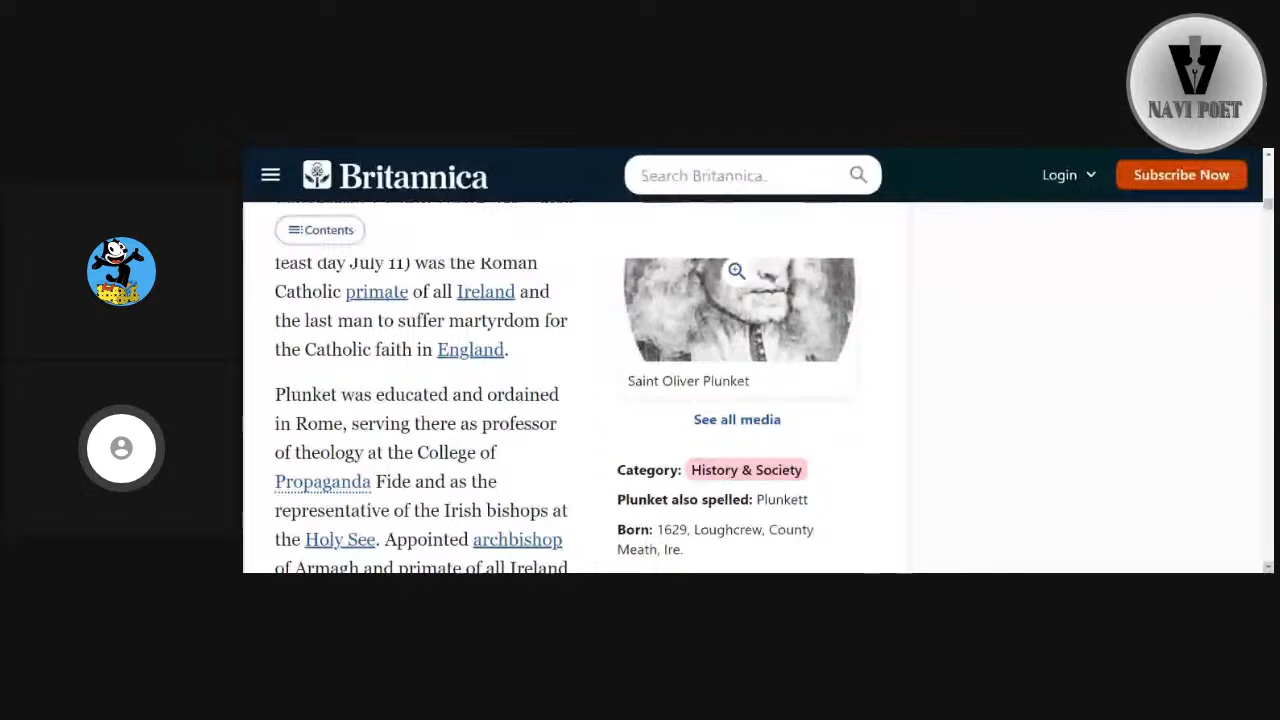 NAVI POET
Britannica
Search Britannica..
Login
Subscribe Now
Contents
feast day July 11) was the Roman
Catholic primate of all Ireland and
the last man to suffer martyrdom for
the Catholic faith in England.
Plunket was educated and ordained
in Rome, serving there as professor
of theology at the College of
Propaganda Fide and as the
representative of the Irish bishops at
the Holy See. Appointed archbishop
of Armagh and primate of all Ireland
Saint Oliver Plunket
See all media
Category: History & Society
Plunket also spelled: Plunkett
Born: 1629, Loughcrew, County
Meath, Ire.